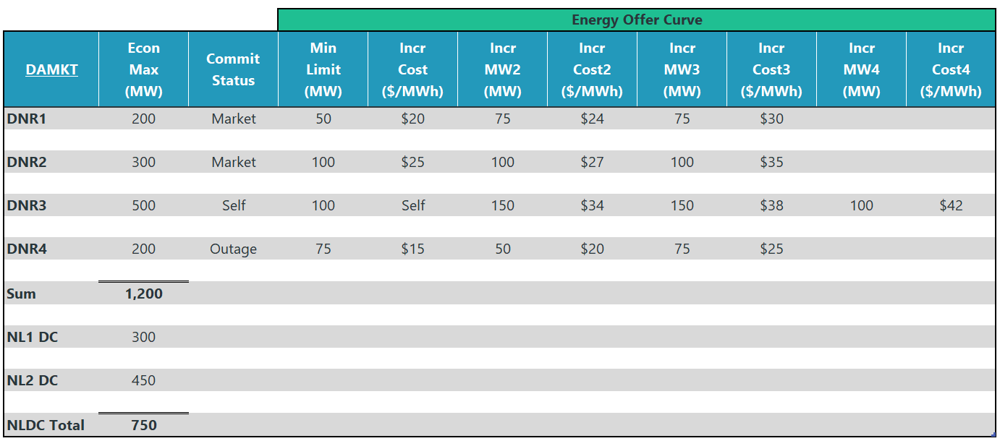 Energy Offer Curve
DAMKT Econ Max (MW) Commit Status Min Limit (MW) Incr Cost ($/MWh) Incr MW2 (MW) Incr Cost2 ($/MWh) Incr MW3 (MW) Incr Cost3 ($/MWh) Incr MW4 (MW) Incr Cost4 ($/MWh)
DNR1 200 Market 50 $20 75 $24 75 $30
DNR2 300 Market 100 $25 100 $27 100 $35
DNR3 500 Self 100 Self 150 $34 150 $38 100 $42
DNR4 200 Outage 75 $15 50 $20 75 $25
Sum 1,200
NL1 DC 300
NL2 DC 450
NLDC Total 750